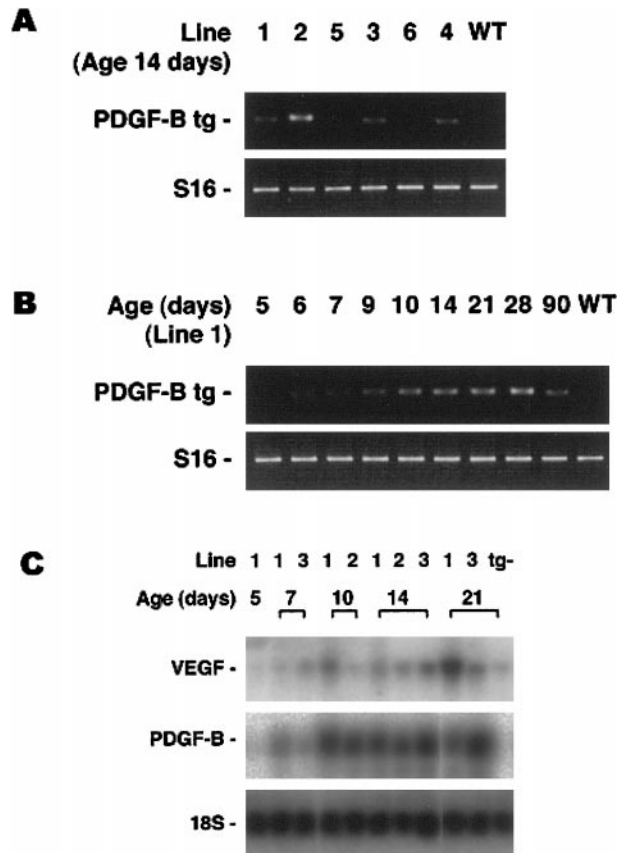 A
Line 1 2 5 3 6 4 WT
(Age 14 days)
PDGF-B tg -
S16 -
B
Age (days) 5 6 7 9 10 14 21 28 90 WT
(Line 1)
PDGF-B tg -
S16 -
C
Line 1 1 3 1 2 1 2 3 1 3 tg-
Age (days) 5 7 10 14 21
VEGF -
PDGF-B -
18S -